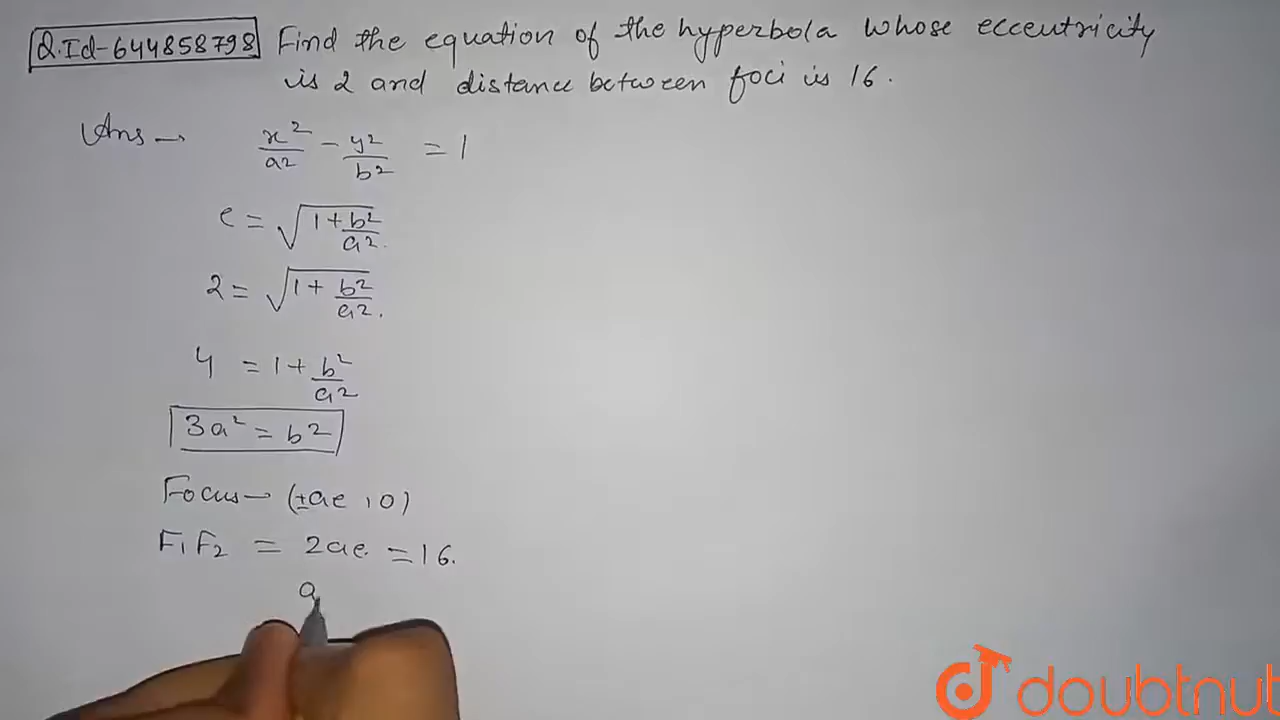 Q.Id-644858798 Find the equation of the hyperbola whose eccentricity
is 2 and distance between foci is 16.
Ans → x²/a² - y²/b² = 1
e = √(1 + b²/a²).
2 = √(1 + b²/a²).
4 = 1 + b²/a²
3a² = b²
Focus → (±ae, 0)
F₁F₂ = 2ae. = 16.
a
doubtnut